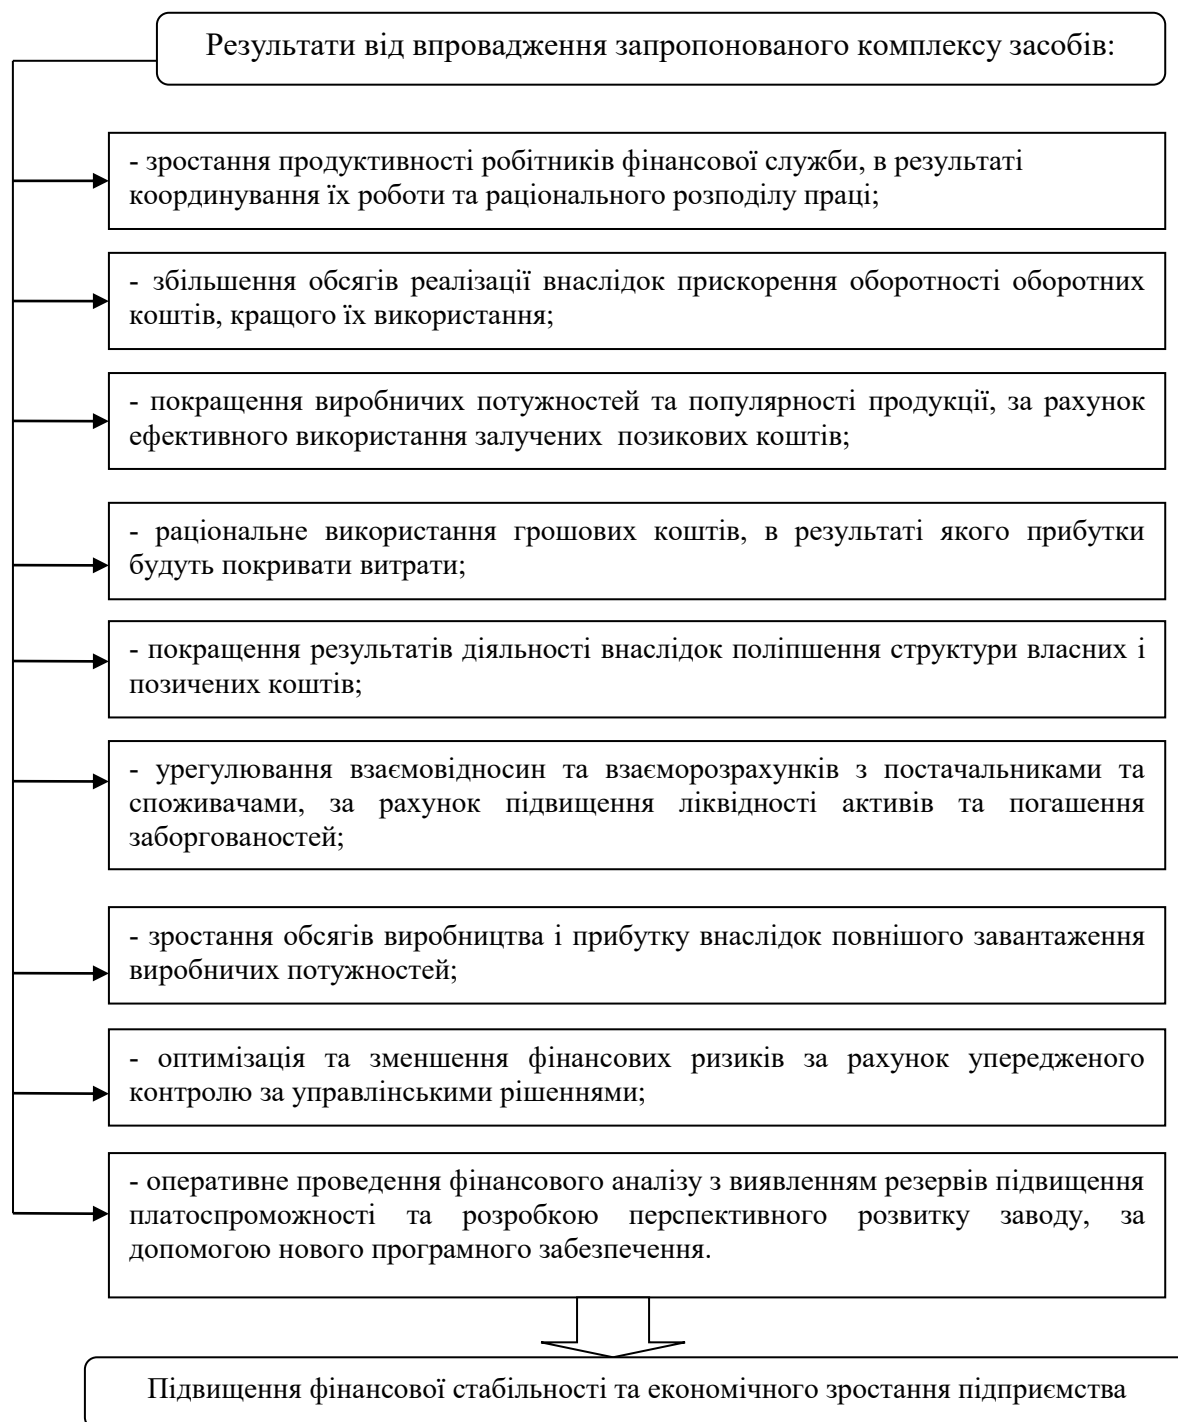 Результати від впровадження запропонованого комплексу засобів:
- зростання продуктивності робітників фінансової служби, в результаті
координування їх роботи та раціонального розподілу праці;
- збільшення обсягів реалізації внаслідок прискорення оборотності оборотних
коштів, кращого їх використання;
- покращення виробничих потужностей та популярності продукції, за рахунок
ефективного використання залучених позикових коштів;
- раціональне використання грошових коштів, в результаті якого прибутки
будуть покривати витрати;
- покращення результатів діяльності внаслідок поліпшення структури власних і
позичених коштів;
- урегулювання взаємовідносин та взаєморозрахунків з постачальниками та
споживачами, за рахунок підвищення ліквідності активів та погашення
заборгованостей;
- зростання обсягів виробництва і прибутку внаслідок повнішого завантаження
виробничих потужностей;
- оптимізація та зменшення фінансових ризиків за рахунок упередженого
контролю за управлінськими рішеннями;
- оперативне проведення фінансового аналізу з виявленням резервів підвищення
платоспроможності та розробкою перспективного розвитку заводу, за
допомогою нового програмного забезпечення.
Підвищення фінансової стабільності та економічного зростання підприємства